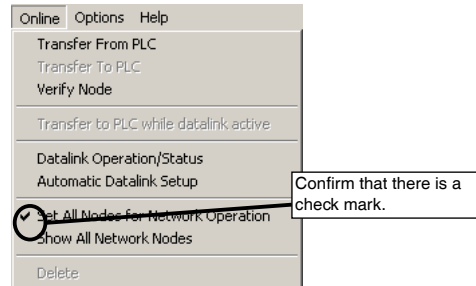 Online Options Help
Transfer From PLC
Transfer To PLC
Verify Node
Transfer to PLC while datalink active
Datalink Operation/Status
Automatic Datalink Setup
Set All Nodes for Network Operation
Show All Network Nodes
Delete
Confirm that there is a
check mark.